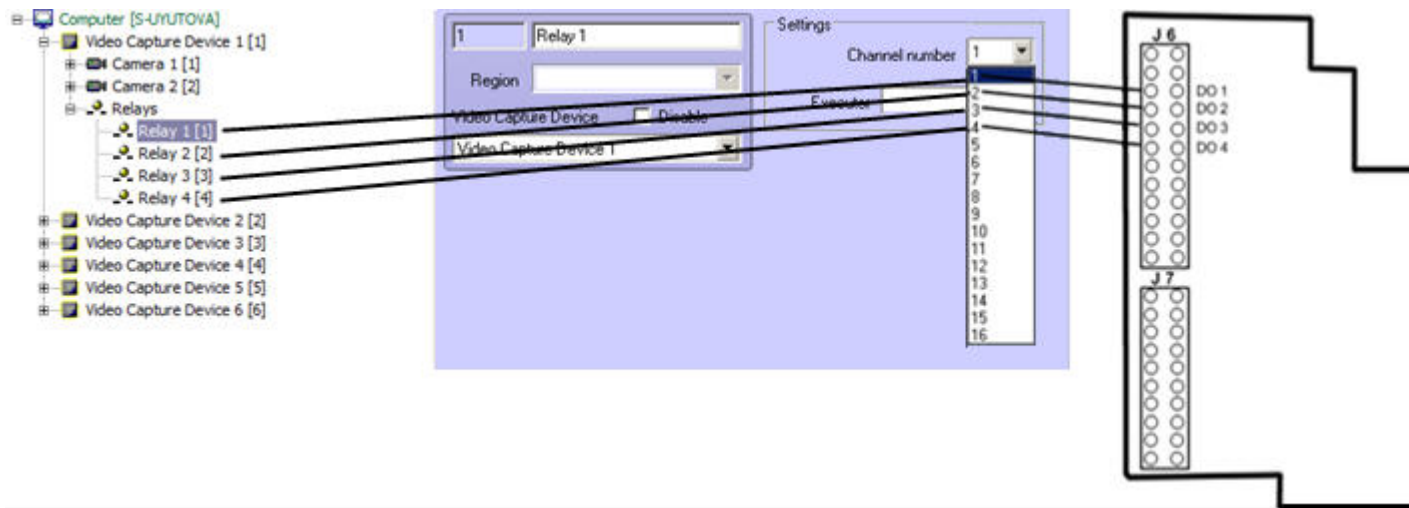 Computer [S-UYUTOVA]
Video Capture Device 1 [1]
Camera 1 [1]
Camera 2 [2]
Relays
Relay 1 [1]
Relay 2 [2]
Relay 3 [3]
Relay 4 [4]
Video Capture Device 2 [2]
Video Capture Device 3 [3]
Video Capture Device 4 [4]
Video Capture Device 5 [5]
Video Capture Device 6 [6]
1 Relay 1
Region
Video Capture Device Disable
Video Capture Device 1
Settings
Channel number 1
Executer
1
2
3
4
5
6
7
8
9
10
11
12
13
14
15
16
J 6
DO 1
DO 2
DO 3
DO 4
J 7